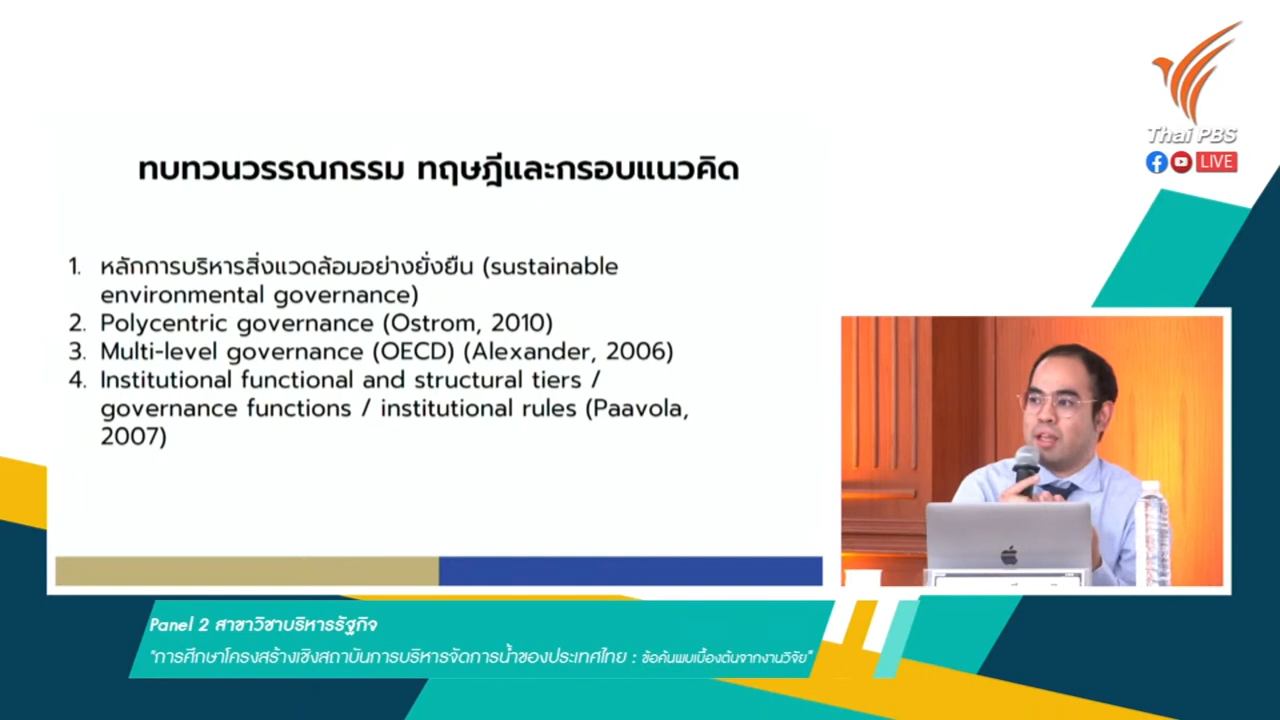 Thai PBS
LIVE
ทบทวนวรรณกรรม ทฤษฎีและกรอบแนวคิด
1. หลักการบริหารสิ่งแวดล้อมอย่างยั่งยืน (sustainable
environmental governance)
2. Polycentric governance (Ostrom, 2010)
3. Multi-level governance (OECD) (Alexander, 2006)
4. Institutional functional and structural tiers /
governance functions / institutional rules (Paavola,
2007)
Panel 2 สาขาวิชาบริหารรัฐกิจ
"การศึกษาโครงสร้างเชิงสถาบันการบริหารจัดการน้ำของประเทศไทย : ข้อค้นพบเบื้องต้นจากงานวิจัย"